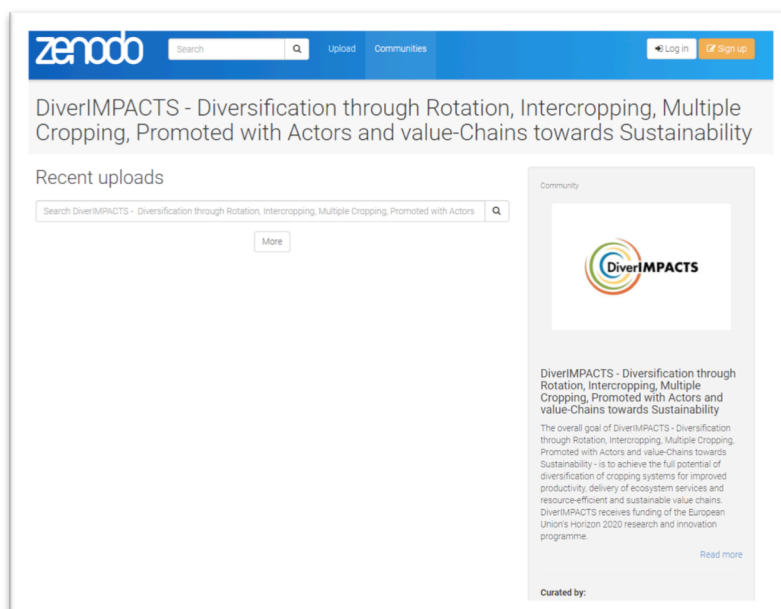 zenodo
Search
Upload
Communities
Log in
Sign up
DiverIMPACTS - Diversification through Rotation, Intercropping, Multiple
Cropping, Promoted with Actors and value-Chains towards Sustainability
Recent uploads
Search DiverIMPACTS - Diversification through Rotation, Intercropping, Multiple Cropping, Promoted with Actors
More
Community
DiverIMPACTS
DiverIMPACTS - Diversification through
Rotation, Intercropping, Multiple
Cropping, Promoted with Actors and
value-Chains towards Sustainability
The overall goal of DiverIMPACTS - Diversification
through Rotation, Intercropping, Multiple Cropping,
Promoted with Actors and value-Chains towards
Sustainability - is to achieve the full potential of
diversification of cropping systems for improved
productivity, delivery of ecosystem services and
resource-efficient and sustainable value chains.
DiverIMPACTS receives funding of the European
Union's Horizon 2020 research and innovation
programme.
Read more
Curated by: